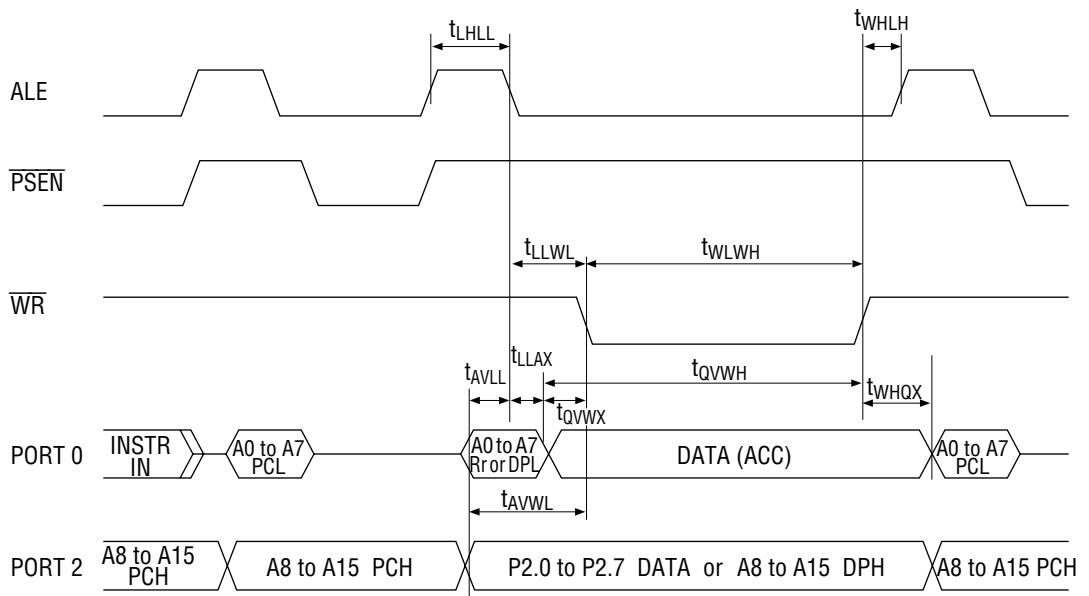 tLHLL
tWHLH
ALE
PSEN
tLLWL
tWLWH
WR
tLLAX
tAVLL
tQVWH
tWHQX
tQVWX
PORT 0
INSTR
IN
A0 to A7
PCL
A0 to A7
Rr or DPL
DATA (ACC)
A0 to A7
PCL
tAVWL
PORT 2
A8 to A15
PCH
A8 to A15 PCH
P2.0 to P2.7 DATA or A8 to A15 DPH
A8 to A15 PCH